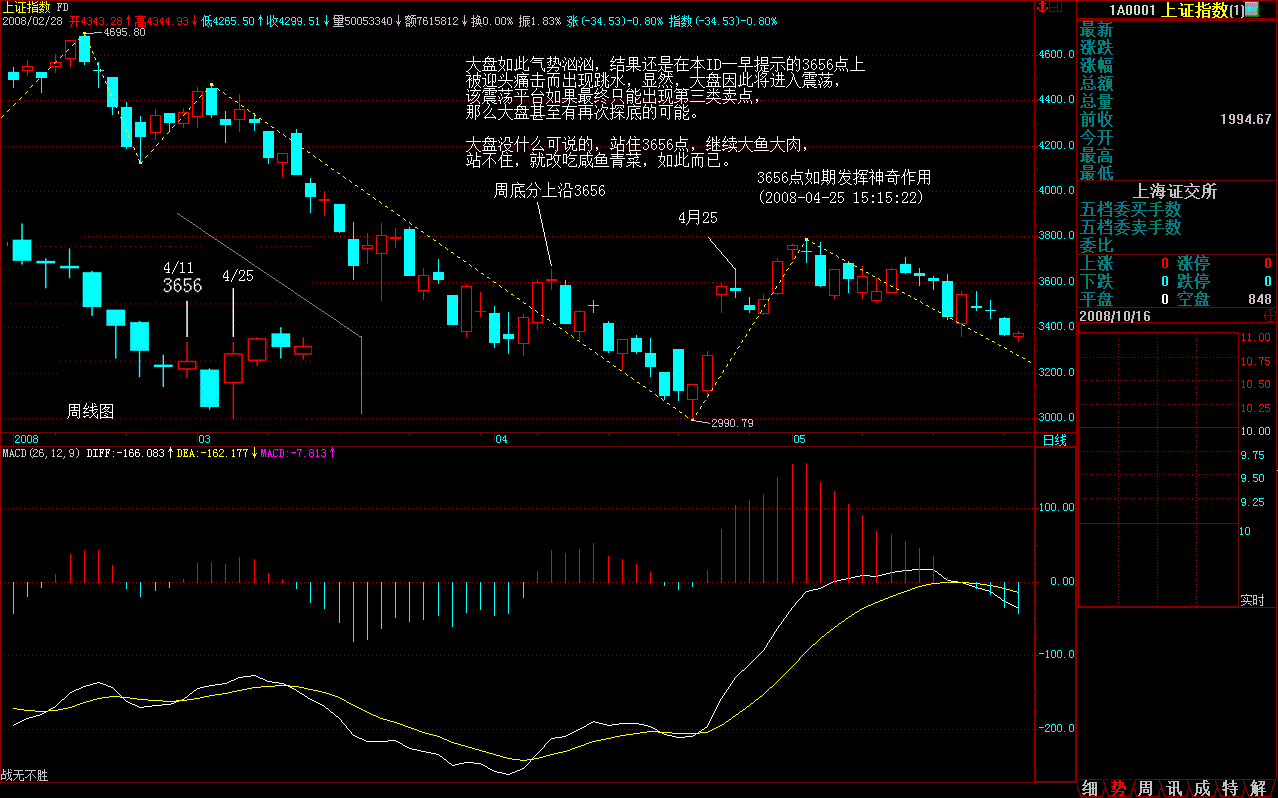 上证指数 FD
2008/02/28 开4343.28↑高4344.93↓低4265.50↑收4299.51↓量50053340↓额7615812↓换0.00% 振1.83% 涨(-34.53)-0.80% 指数(-34.53)-0.80%
4695.80
大盘如此气势汹汹，结果还是在本ID一早提示的3656点上
被迎头痛击而出现跳水，显然，大盘因此将进入震荡，
该震荡平台如果最终只能出现第三类卖点，
那么大盘甚至有再次探底的可能。
大盘没什么可说的，站住3656点，继续大鱼大肉，
站不住，就改吃咸鱼青菜，如此而已。
周底分上沿3656
3656点如期发挥神奇作用
(2008-04-25 15:15:22)
4月25
4/11
3656
4/25
周线图
2990.79
4600.0
4400.0
4200.0
4000.0
3800.0
3600.0
3400.0
3200.0
3000.0
2008
03
04
05
日线
MACD(26,12,9) DIFF:-166.083↑DEA:-162.177↓MACD:-7.813↑
100.00
0.00
-100.0
-200.0
战无不胜
1A0001 上证指数(1)
最新
涨跌
涨幅
总额
总量
前收 1994.67
今开
最高
最低
上海证交所
五档委买手数
五档委卖手数
委比
上涨 0 涨停 0
下跌 0 跌停 0
平盘 0 空盘 848
2008/10/16
11.00
10.75
10.50
10.25
10.00
9.75
9.50
9.25
10
实时
细 势 周 讯 成 特 解